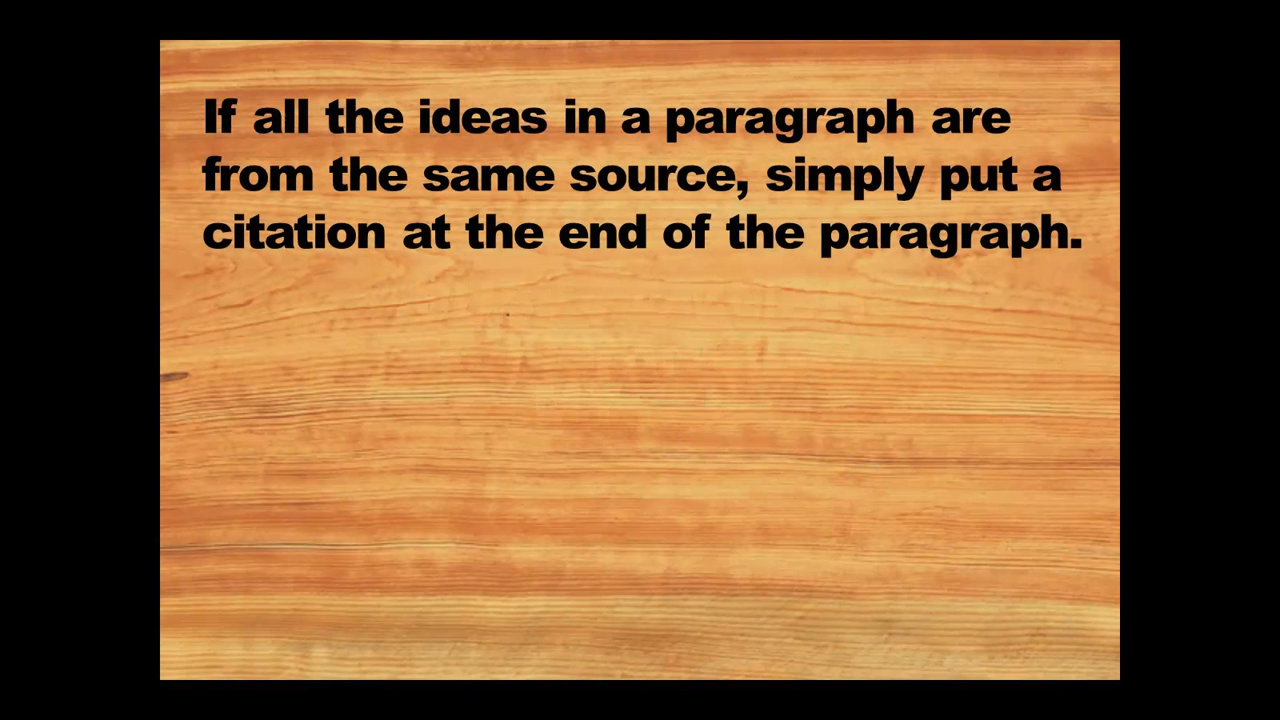 If all the ideas in a paragraph are
from the same source, simply put a
citation at the end of the paragraph.